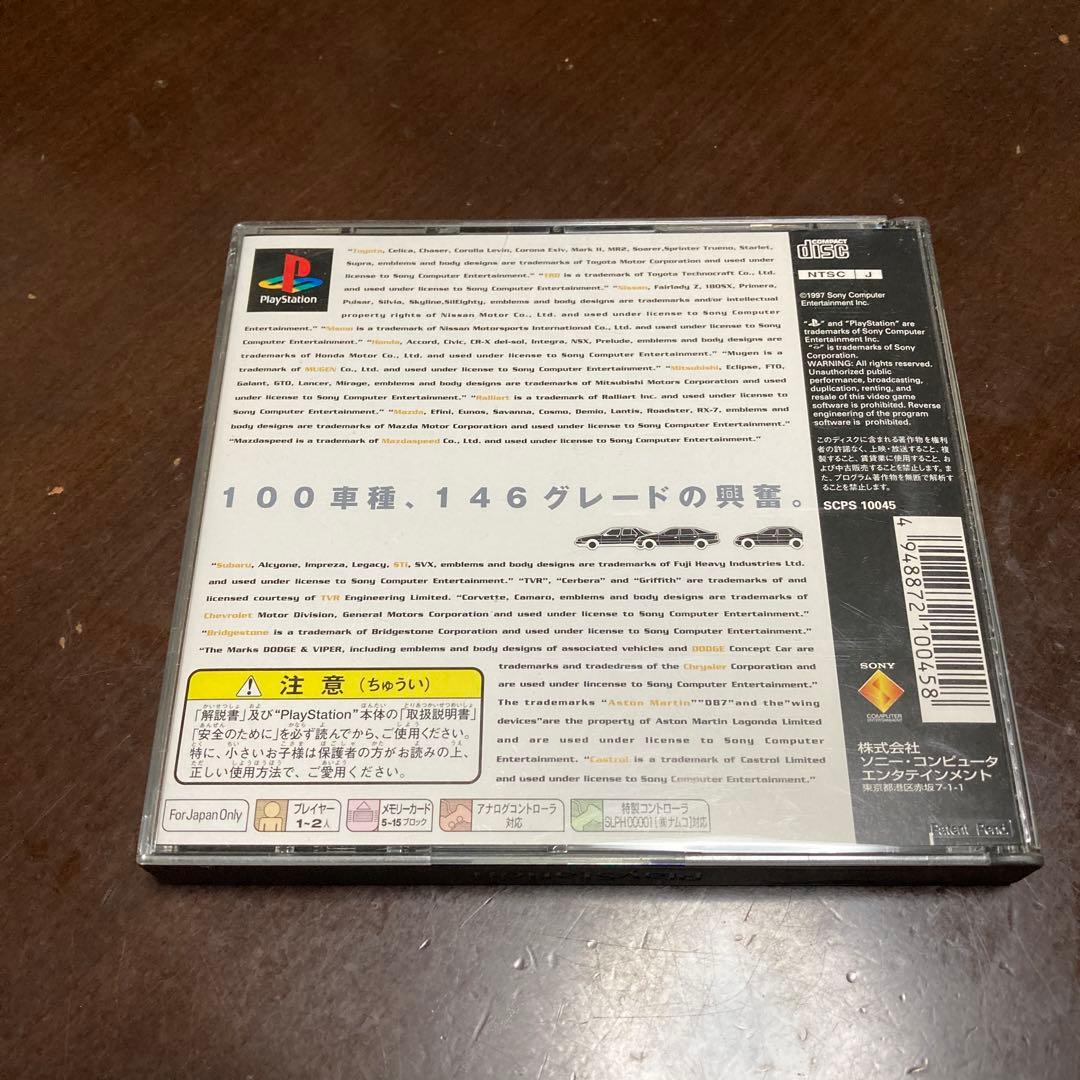 PlayStation
"Toyota, Celica, Chaser, Corolla Levin, Corona Exiv, Mark II, MR2, Soarer,Sprinter Trueno, Starlet,
Supra, emblems and body designs are trademarks of Toyota Motor Corporation and used under
license to Sony Computer Entertainment." "TRD is a trademark of Toyota Technocraft Co., Ltd.
and used under license to Sony Computer Entertainment." "Nissan, Fairlady Z, 180SX, Primera,
Pulsar, Silvia, Skyline,SilEighty, emblems and body designs are trademarks and/or intellectual
property rights of Nissan Motor Co., Ltd. and used under license to Sony Computer
Entertainment." "Nismo is a trademark of Nissan Motorsports International Co., Ltd. and used under license to Sony
Computer Entertainment." "Honda, Accord, Civic, CR-X del-sol, Integra, NSX, Prelude, emblems and body designs are
trademarks of Honda Motor Co., Ltd. and used under license to Sony Computer Entertainment." "Mugen is a
trademark of MUGEN Co., Ltd. and used under license to Sony Computer Entertainment." "Mitsubishi, Eclipse, FTO,
Galant, GTO, Lancer, Mirage, emblems and body designs are trademarks of Mitsubishi Motors Corporation and used
under license to Sony Computer Entertainment." "Ralliart is a trademark of Ralliart Inc. and used under license to
Sony Computer Entertainment." "Mazda, Efini, Eunos, Savanna, Cosmo, Demio, Lantis, Roadster, RX-7, emblems and
body designs are trademarks of Mazda Motor Corporation and used under license to Sony Computer Entertainment."
"Mazdaspeed is a trademark of Mazdaspeed Co., Ltd. and used under license to Sony Computer Entertainment."
100車種、146グレードの興奮。
"Subaru, Alcyone, Impreza, Legacy, STi, SVX, emblems and body designs are trademarks of Fuji Heavy Industries Ltd.
and used under license to Sony Computer Entertainment." "TVR", "Cerbera" and "Griffith" are trademarks of and
licensed courtesy of TVR Engineering Limited. "Corvette, Camaro, emblems and body designs are trademarks of
Chevrolet Motor Division, General Motors Corporation and used under license to Sony Computer Entertainment."
"Bridgestone is a trademark of Bridgestone Corporation and used under license to Sony Computer Entertainment."
"The Marks DODGE & VIPER, including emblems and body designs of associated vehicles and DODGE Concept Car are
trademarks and tradedress of the Chrysler Corporation and
are used under lincense to Sony Computer Entertainment."
The trademarks "Aston Martin""DB7"and the"wing
devices"are the property of Aston Martin Lagonda Limited
and are used under license to Sony Computer
Entertainment. "Castrol is a trademark of Castrol Limited
and used under license to Sony Computer Entertainment."
注意(ちゅうい)
「解説書」及び"PlayStation"本体の「取扱説明書」
「安全のために」を必ず読んでから、ご使用ください。
特に、小さいお子様は保護者の方がお読みの上、
正しい使用方法で、ご愛用ください。
For Japan Only
プレイヤー
1~2人
メモリーカード
5~15ブロック
アナログコントローラ
対応
特製コントローラ
SLPH 00001[㈱ナムコ]対応
COMPACT
disc
NTSC J
©1997 Sony Computer
Entertainment Inc.
" " and "PlayStation" are
trademarks of Sony Computer
Entertainment Inc.
" " is trademark of Sony
Corporation.
WARNING: All rights reserved.
Unauthorized public
performance, broadcasting,
duplication, renting, and
resale of this video game
software is prohibited. Reverse
engineering of the program
software is prohibited.
このディスクに含まれる著作物を権利
者の許諾なく、上映・放送すること、複
製すること、賃貸業に使用すること、お
よび中古販売することを禁止します。ま
た、プログラム著作物を無断で解析す
ることを禁止します。
SCPS 10045
4 948872 100458
SONY
COMPUTER
ENTERTAINMENT
株式会社
ソニー・コンピュータ
エンタテインメント
東京都港区赤坂7-1-1
Patent Pend.
PlayStation